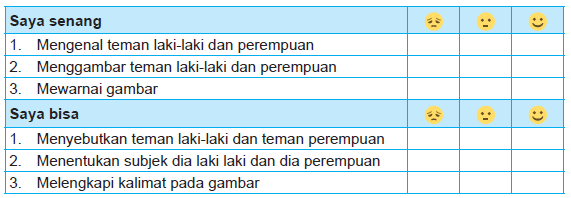 Saya senang
1. Mengenal teman laki-laki dan perempuan
2. Menggambar teman laki-laki dan perempuan
3. Mewarnai gambar
Saya bisa
1. Menyebutkan teman laki-laki dan teman perempuan
2. Menentukan subjek dia laki laki dan dia perempuan
3. Melengkapi kalimat pada gambar